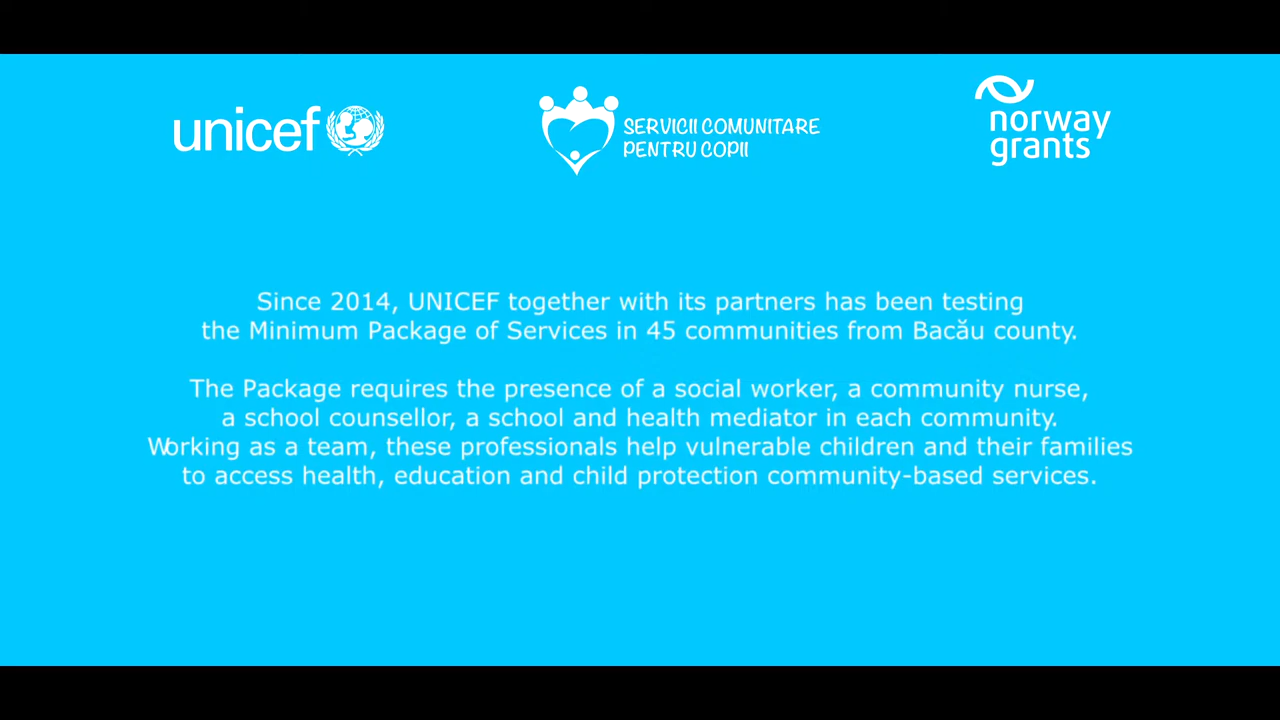 unicef
SERVICII COMUNITARE
PENTRU COPII
norway
grants
Since 2014, UNICEF together with its partners has been testing
the Minimum Package of Services in 45 communities from Bacău county.
The Package requires the presence of a social worker, a community nurse,
a school counsellor, a school and health mediator in each community.
Working as a team, these professionals help vulnerable children and their families
to access health, education and child protection community-based services.